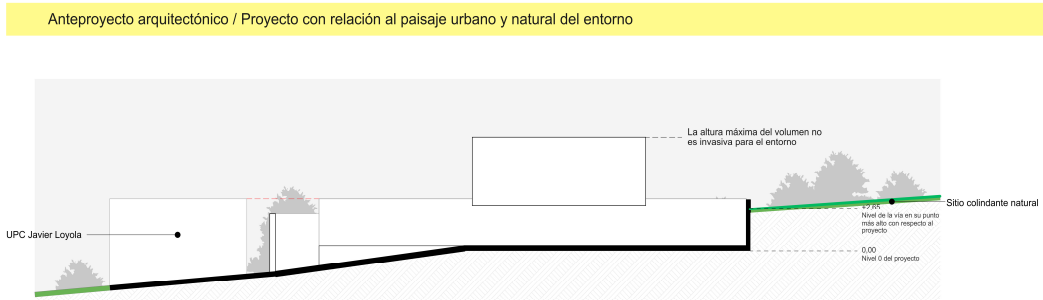 Anteproyecto arquitectónico / Proyecto con relación al paisaje urbano y natural del entorno
La altura máxima del volumen no
es invasiva para el entorno
Sitio colindante natural
+2,65
Nivel de la vía en su punto
más alto con respecto al
proyecto
UPC Javier Loyola
0,00
Nivel 0 del proyecto